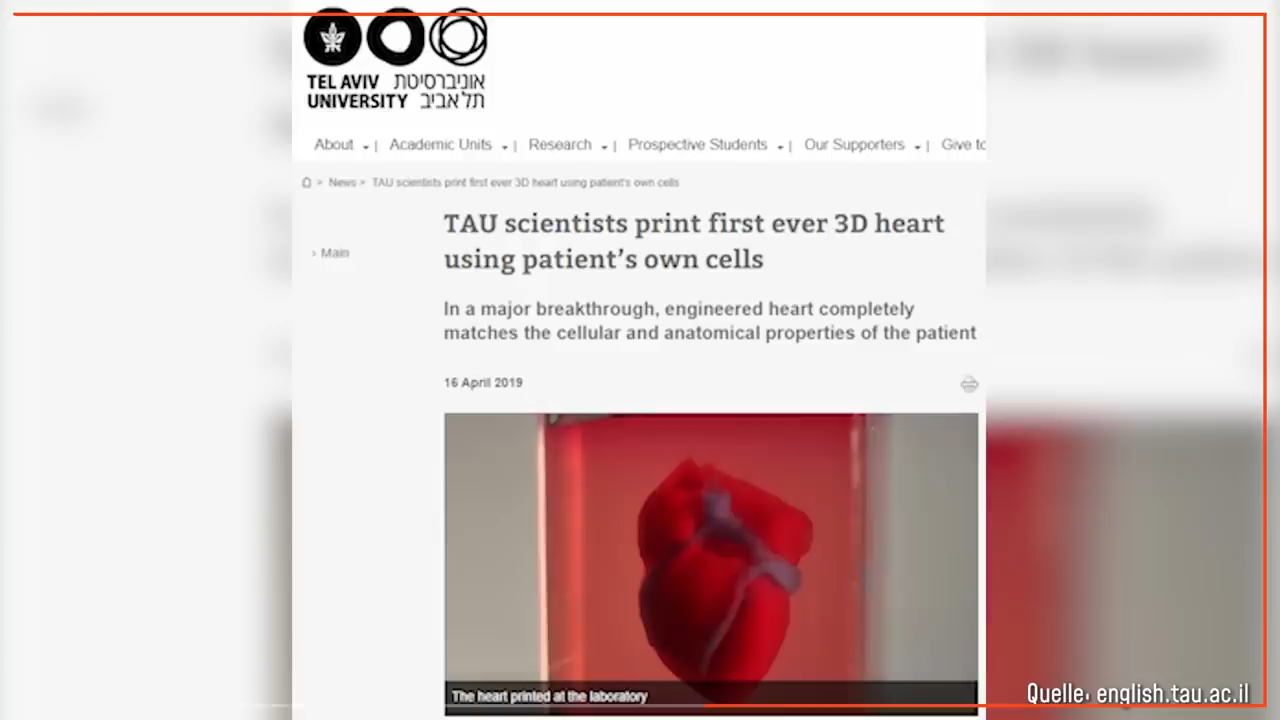 TEL AVIV אוניברסיטת
UNIVERSITY תל אביב
About | Academic Units | Research | Prospective Students | Our Supporters | Give to
> News > TAU scientists print first ever 3D heart using patient's own cells
› Main
TAU scientists print first ever 3D heart
using patient's own cells
In a major breakthrough, engineered heart completely
matches the cellular and anatomical properties of the patient
16 April 2019
The heart printed at the laboratory
Quelle: english.tau.ac.il